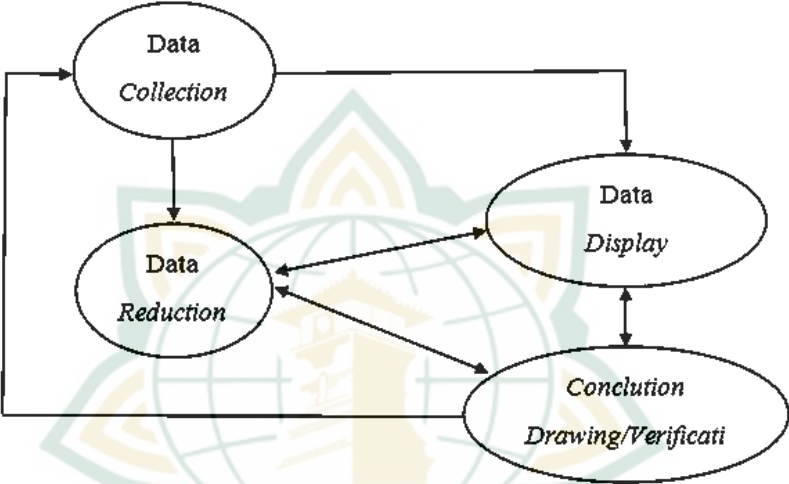 Data
Collection
Data
Display
Data
Reduction
Conclution
Drawing/Verificati